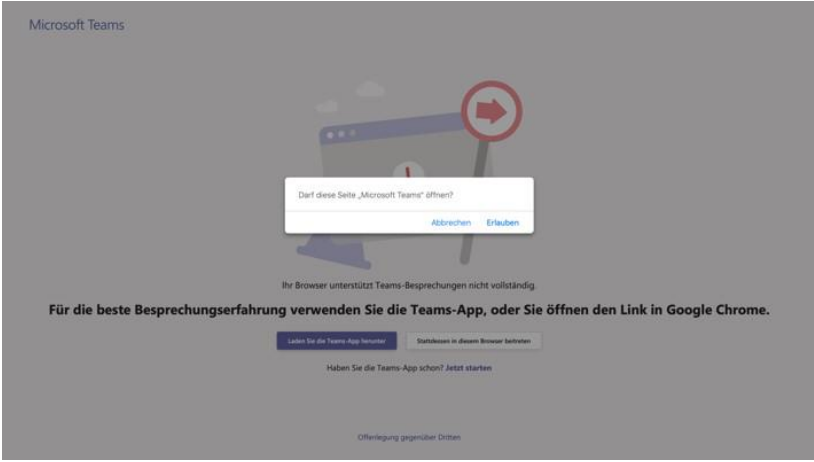 Microsoft Teams
Darf diese Seite „Microsoft Teams“ öffnen?
Abbrechen Erlauben
Ihr Browser unterstützt Teams-Besprechungen nicht vollständig.
Für die beste Besprechungserfahrung verwenden Sie die Teams-App, oder Sie öffnen den Link in Google Chrome.
Laden Sie die Teams-App herunter Stattdessen in diesem Browser beitreten
Haben Sie die Teams-App schon? Jetzt starten
Offenlegung gegenüber Dritten